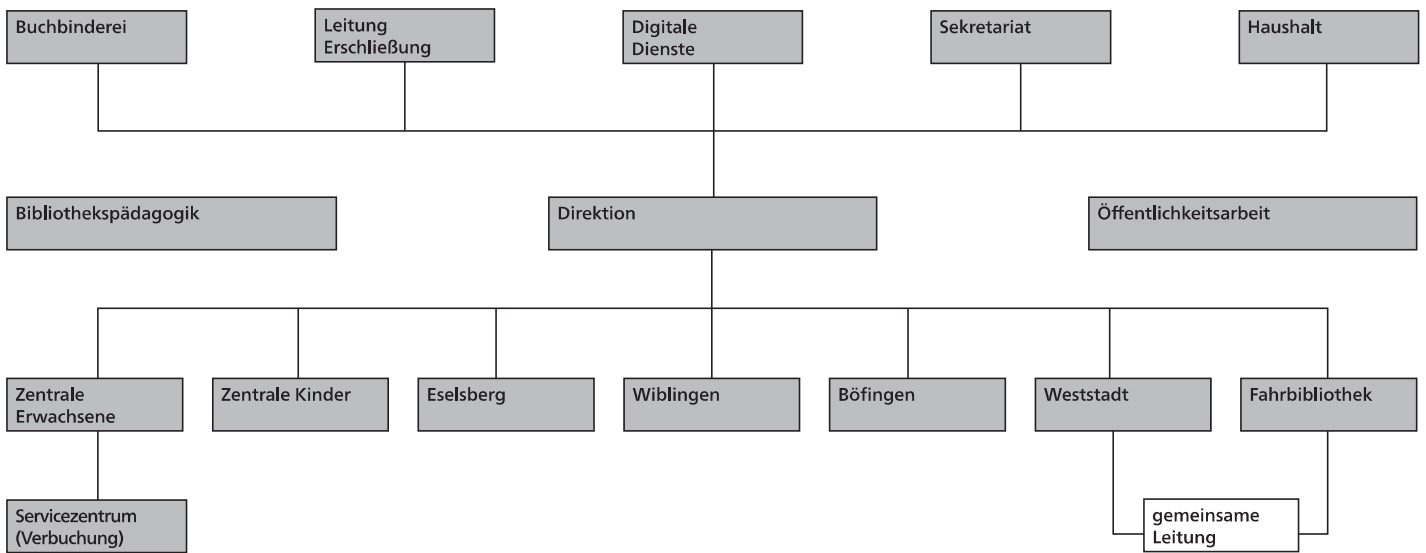 Buchbinderei
Leitung
Erschließung
Digitale
Dienste
Sekretariat
Haushalt
Bibliothekspädagogik
Direktion
Öffentlichkeitsarbeit
Zentrale
Erwachsene
Zentrale Kinder
Eselsberg
Wiblingen
Böfingen
Weststadt
Fahrbibliothek
Servicezentrum
(Verbuchung)
gemeinsame
Leitung